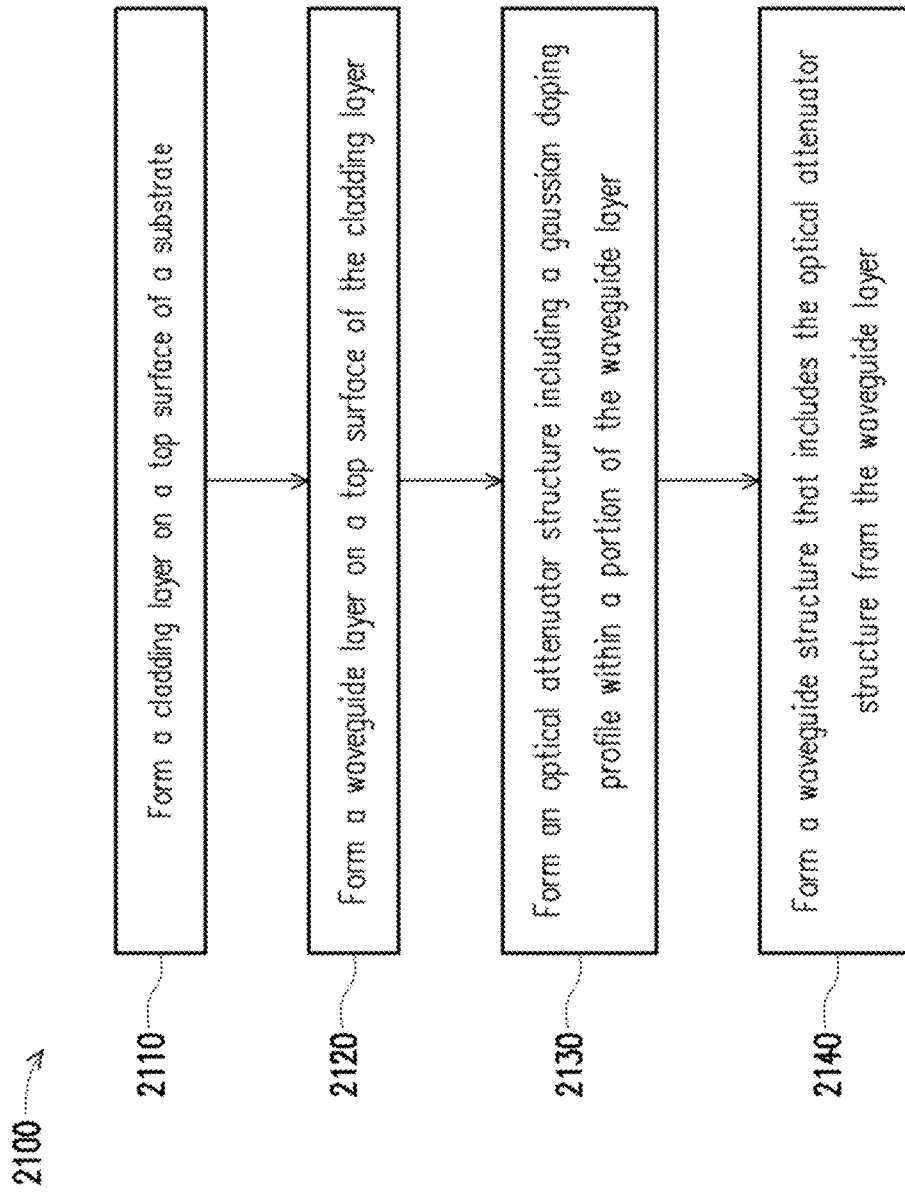 2100
2110
Form a cladding layer on a top surface of a substrate
2120
Form a waveguide layer on a top surface of the cladding layer
2130
Form an optical attenuator structure including a gaussian doping
profile within a portion of the waveguide layer
2140
Form a waveguide structure that includes the optical attenuator
structure from the waveguide layer